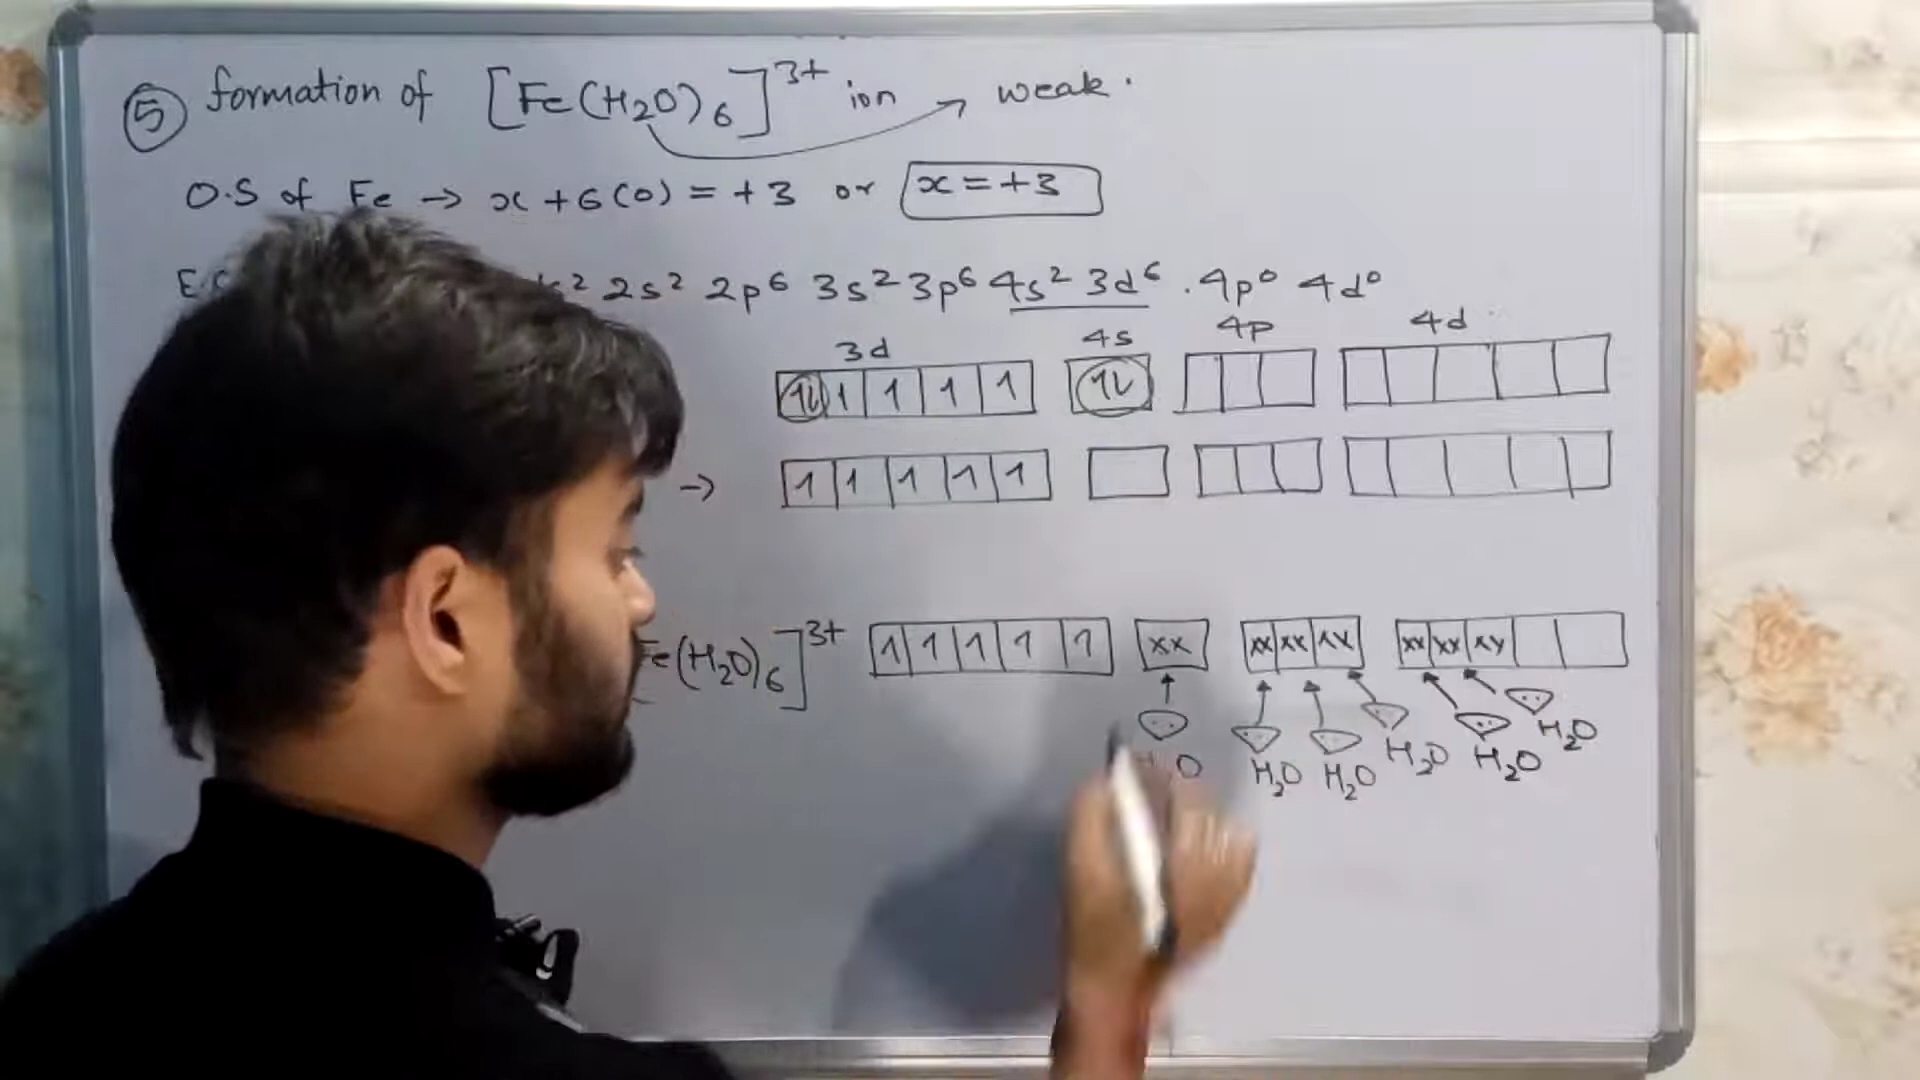 ⑤ formation of [Fe(H₂O)₆]³⁺ ion → weak.
O.S of Fe → x + 6(0) = +3 or x = +3
2s² 2p⁶ 3s² 3p⁶ 4s² 3d⁶ . 4p⁰ 4d⁰
3d 4s 4p 4d
1L 1 1 1 1 1L
→ 1 1 1 1 1
Fe(H₂O)₆]³⁺ 1 1 1 1 1 xx xx xx xx xx xx xy
H₂O H₂O H₂O H₂O H₂O